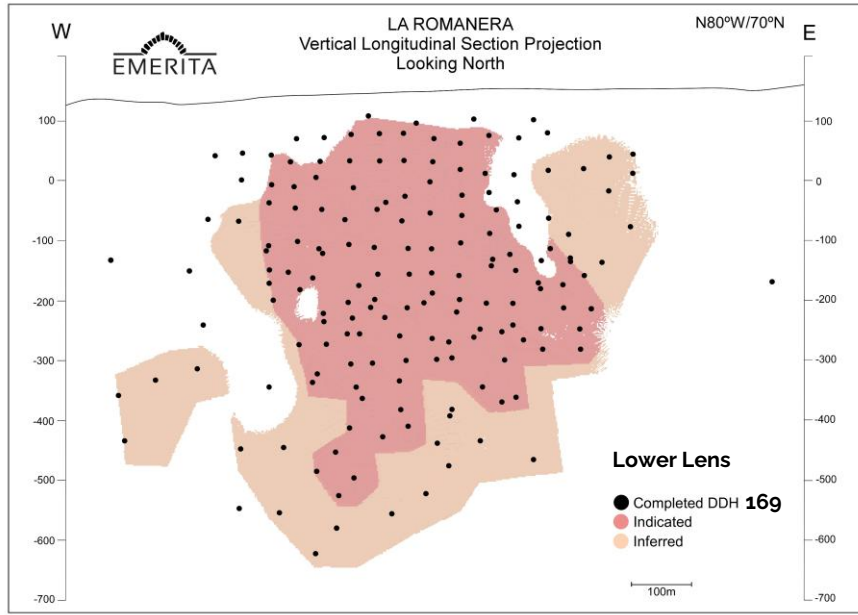 W
EMERITA
LA ROMANERA
Vertical Longitudinal Section Projection
Looking North
N80ºW/70ºN
E
100
0
-100
-200
-300
-400
-500
-600
-700
100
0
-100
-200
-300
-400
-500
-600
-700
Lower Lens
Completed DDH 169
Indicated
Inferred
100m